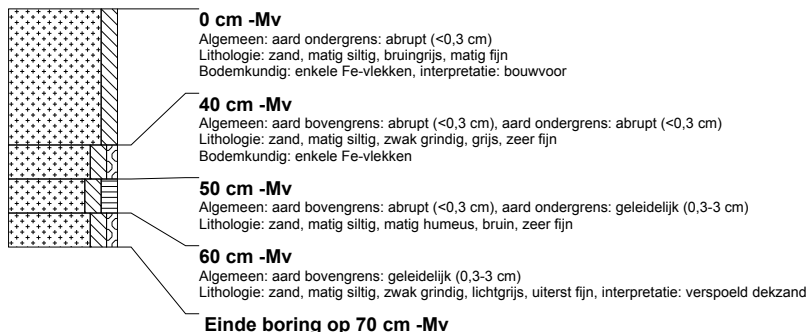 0 cm -Mv
Algemeen: aard ondergrens: abrupt (<0,3 cm)
Lithologie: zand, matig siltig, bruingrijs, matig fijn
Bodemkundig: enkele Fe-vlekken, interpretatie: bouwvoor
40 cm -Mv
Algemeen: aard bovengrens: abrupt (<0,3 cm), aard ondergrens: abrupt (<0,3 cm)
Lithologie: zand, matig siltig, zwak grindig, grijs, zeer fijn
Bodemkundig: enkele Fe-vlekken
50 cm -Mv
Algemeen: aard bovengrens: abrupt (<0,3 cm), aard ondergrens: geleidelijk (0,3-3 cm)
Lithologie: zand, matig siltig, matig humeus, bruin, zeer fijn
60 cm -Mv
Algemeen: aard bovengrens: geleidelijk (0,3-3 cm)
Lithologie: zand, matig siltig, zwak grindig, lichtgrijs, uiterst fijn, interpretatie: verspoeld dekzand
Einde boring op 70 cm -Mv